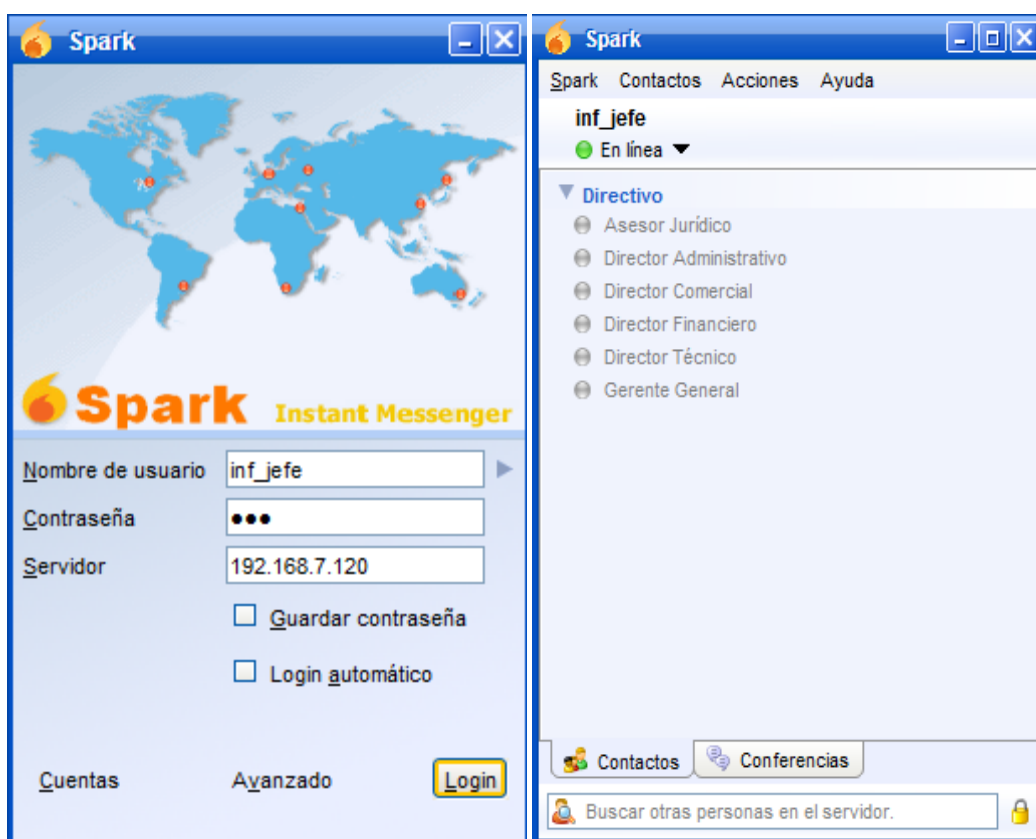 Spark
Spark Instant Messenger
Nombre de usuario inf_jefe
Contraseña •••
Servidor 192.168.7.120
Guardar contraseña
Login automático
Cuentas Avanzado Login
Spark
Spark Contactos Acciones Ayuda
inf_jefe
En línea
Directivo
Asesor Jurídico
Director Administrativo
Director Comercial
Director Financiero
Director Técnico
Gerente General
Contactos Conferencias
Buscar otras personas en el servidor.